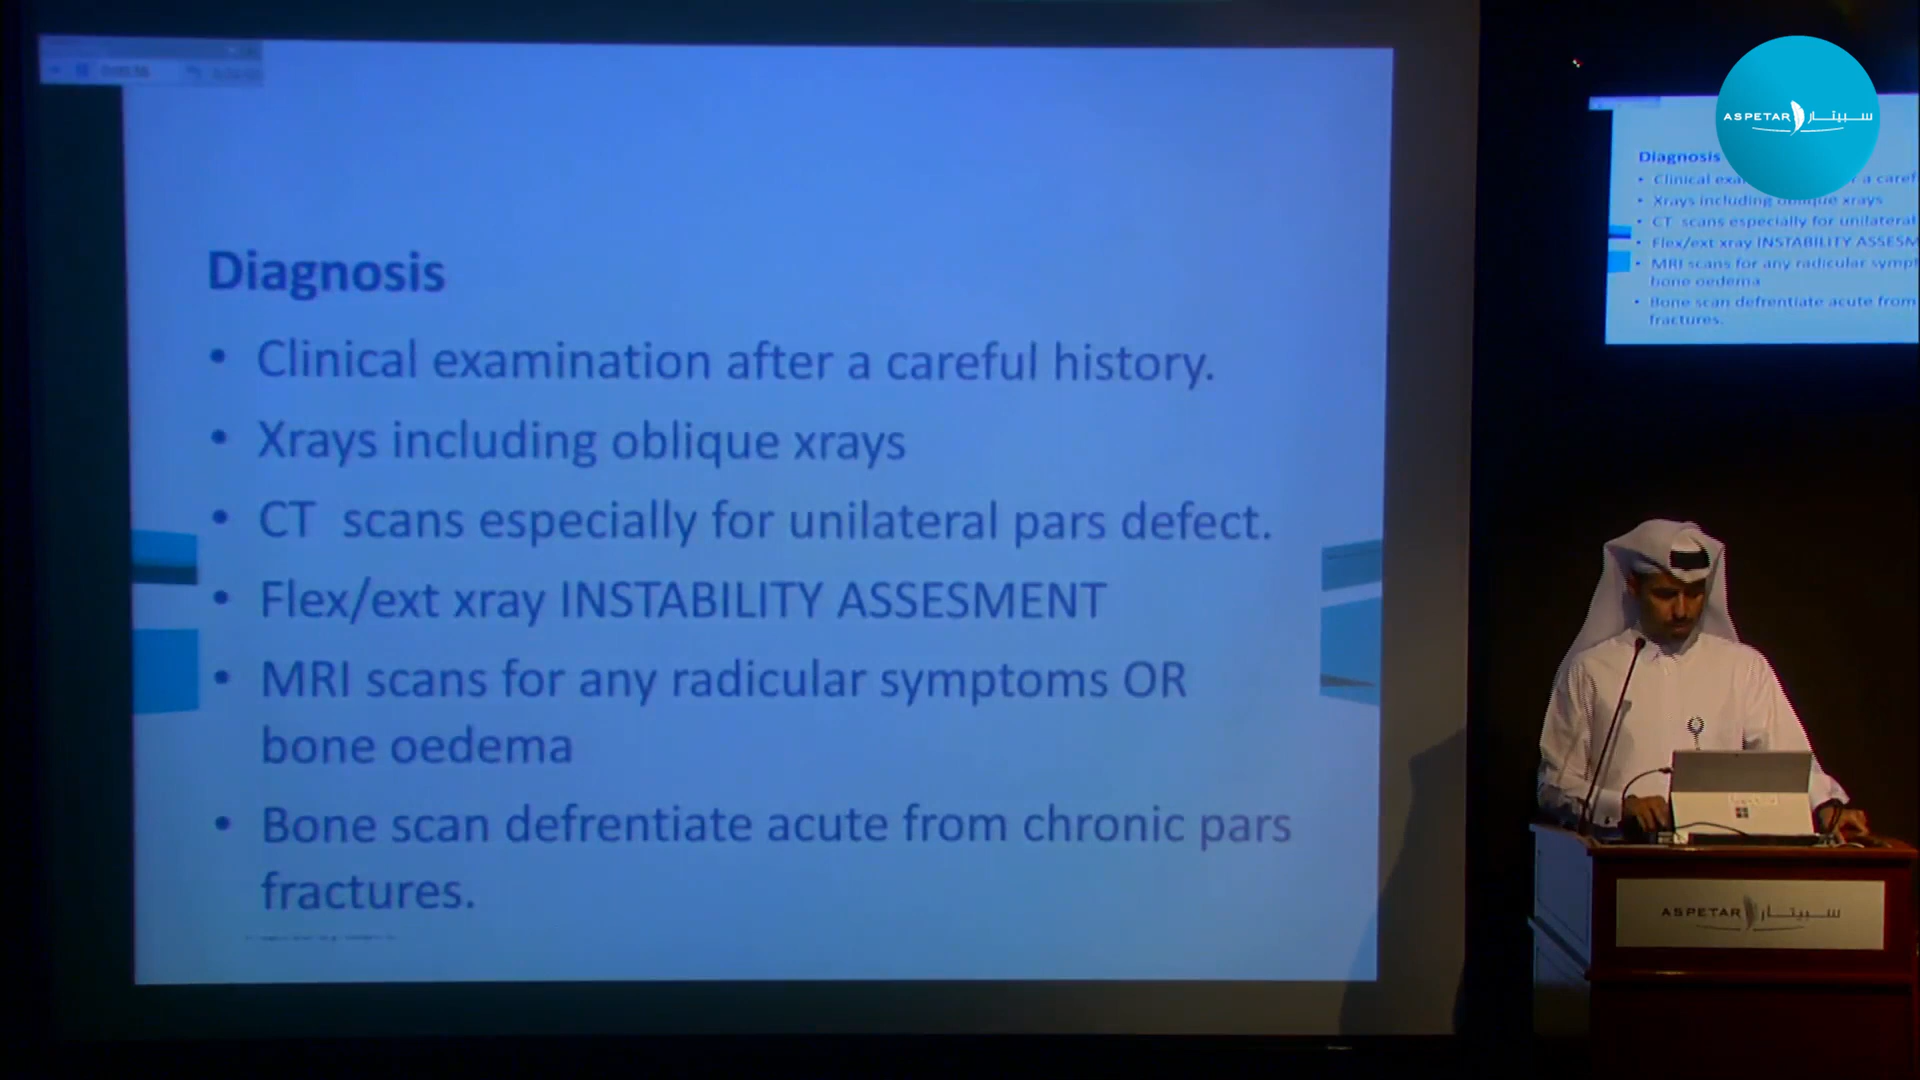 Diagnosis
• Clinical examination after a careful history.
• Xrays including oblique xrays
• CT scans especially for unilateral pars defect.
• Flex/ext xray INSTABILITY ASSESMENT
• MRI scans for any radicular symptoms OR
bone oedema
• Bone scan defrentiate acute from chronic pars
fractures.
ASPETAR سبيتار
Diagnosis
• Clinical a caref
• Xrays including oblique xrays
• CT scans especially for unilateral
• Flex/ext xray INSTABILITY ASSESM
• MRI scans for any radicular sympt
bone oedema
• Bone scan defrentiate acute from
fractures.
ASPETAR سبيتار